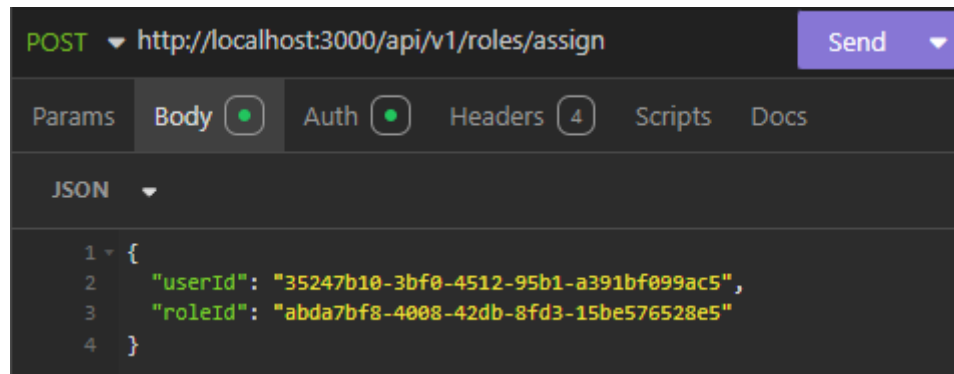 POST http://localhost:3000/api/v1/roles/assign Send
Params Body Auth Headers 4 Scripts Docs
JSON
1 {
2 "userId": "35247b10-3bf0-4512-95b1-a391bf099ac5",
3 "roleId": "abda7bf8-4008-42db-8fd3-15be576528e5"
4 }